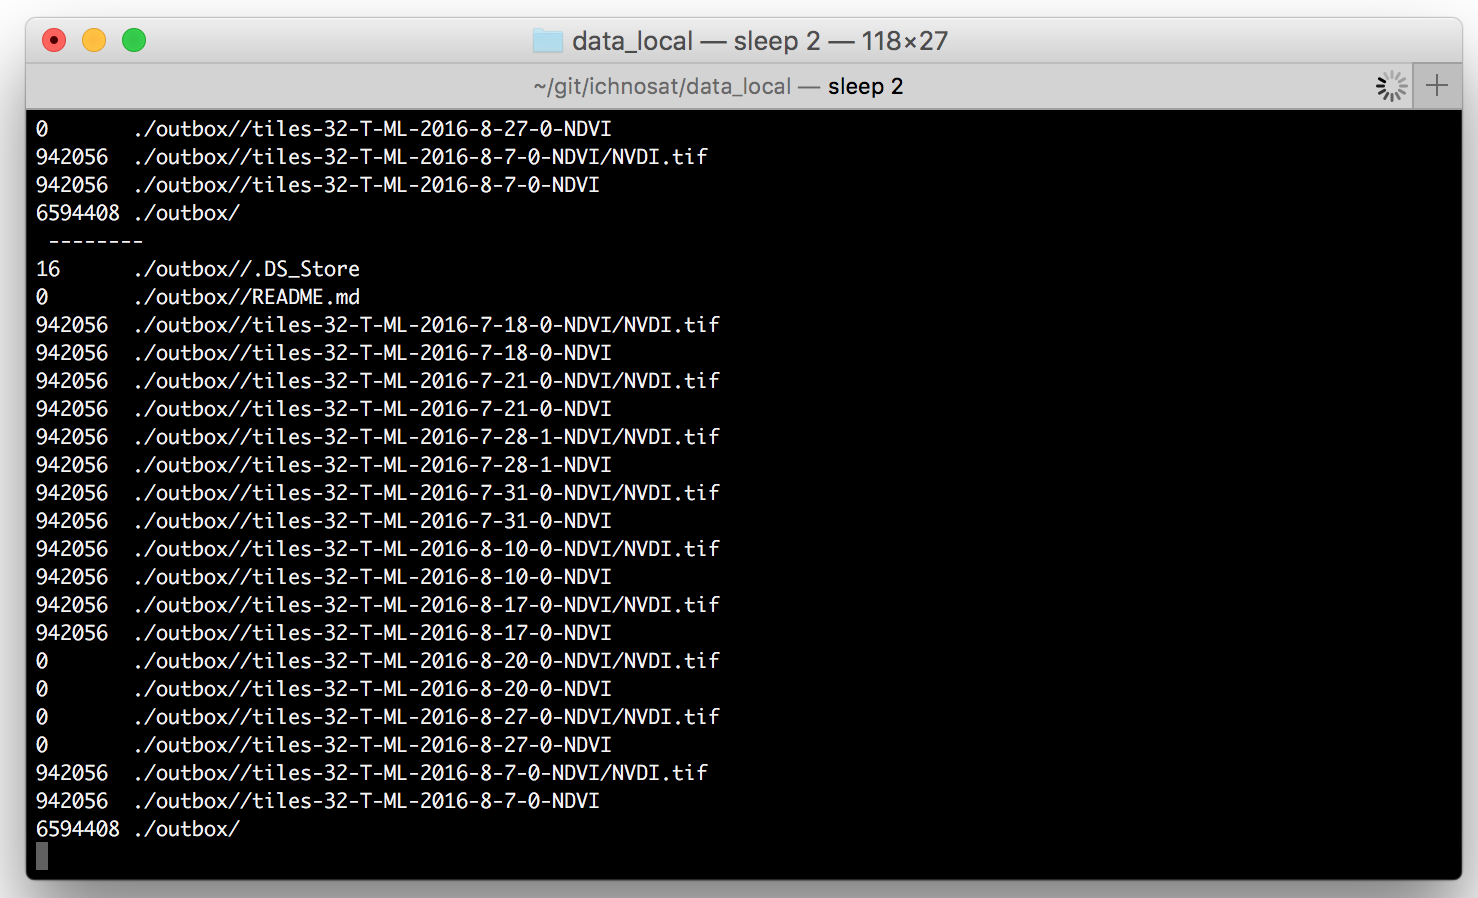 data_local — sleep 2 — 118×27
~/git/ichnosat/data_local — sleep 2
0 ./outbox//tiles-32-T-ML-2016-8-27-0-NDVI
942056 ./outbox//tiles-32-T-ML-2016-8-7-0-NDVI/NVDI.tif
942056 ./outbox//tiles-32-T-ML-2016-8-7-0-NDVI
6594408 ./outbox/
--------
16 ./outbox//.DS_Store
0 ./outbox//README.md
942056 ./outbox//tiles-32-T-ML-2016-7-18-0-NDVI/NVDI.tif
942056 ./outbox//tiles-32-T-ML-2016-7-18-0-NDVI
942056 ./outbox//tiles-32-T-ML-2016-7-21-0-NDVI/NVDI.tif
942056 ./outbox//tiles-32-T-ML-2016-7-21-0-NDVI
942056 ./outbox//tiles-32-T-ML-2016-7-28-1-NDVI/NVDI.tif
942056 ./outbox//tiles-32-T-ML-2016-7-28-1-NDVI
942056 ./outbox//tiles-32-T-ML-2016-7-31-0-NDVI/NVDI.tif
942056 ./outbox//tiles-32-T-ML-2016-7-31-0-NDVI
942056 ./outbox//tiles-32-T-ML-2016-8-10-0-NDVI/NVDI.tif
942056 ./outbox//tiles-32-T-ML-2016-8-10-0-NDVI
942056 ./outbox//tiles-32-T-ML-2016-8-17-0-NDVI/NVDI.tif
942056 ./outbox//tiles-32-T-ML-2016-8-17-0-NDVI
0 ./outbox//tiles-32-T-ML-2016-8-20-0-NDVI/NVDI.tif
0 ./outbox//tiles-32-T-ML-2016-8-20-0-NDVI
0 ./outbox//tiles-32-T-ML-2016-8-27-0-NDVI/NVDI.tif
0 ./outbox//tiles-32-T-ML-2016-8-27-0-NDVI
942056 ./outbox//tiles-32-T-ML-2016-8-7-0-NDVI/NVDI.tif
942056 ./outbox//tiles-32-T-ML-2016-8-7-0-NDVI
6594408 ./outbox/